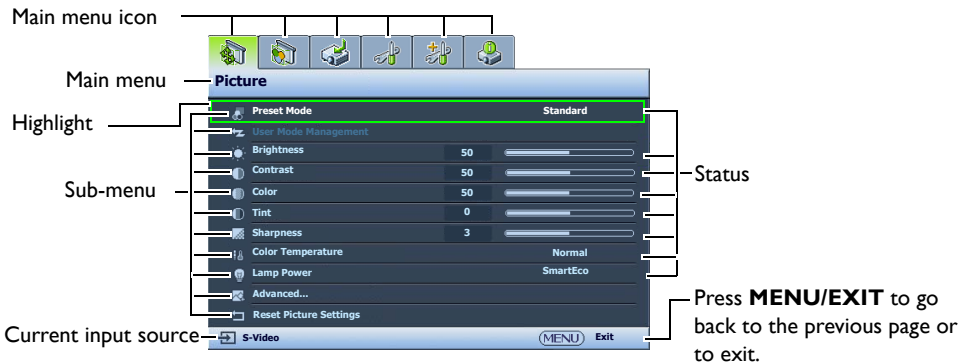 Main menu icon
Main menu
Picture
Highlight
Preset Mode Standard
User Mode Management
Brightness 50
Contrast 50
Sub-menu
Status
Color 50
Tint 0
Sharpness 3
Color Temperature Normal
Lamp Power SmartEco
Advanced...
Reset Picture Settings
Current input source
S-Video MENU Exit
Press MENU/EXIT to go
back to the previous page or
to exit.